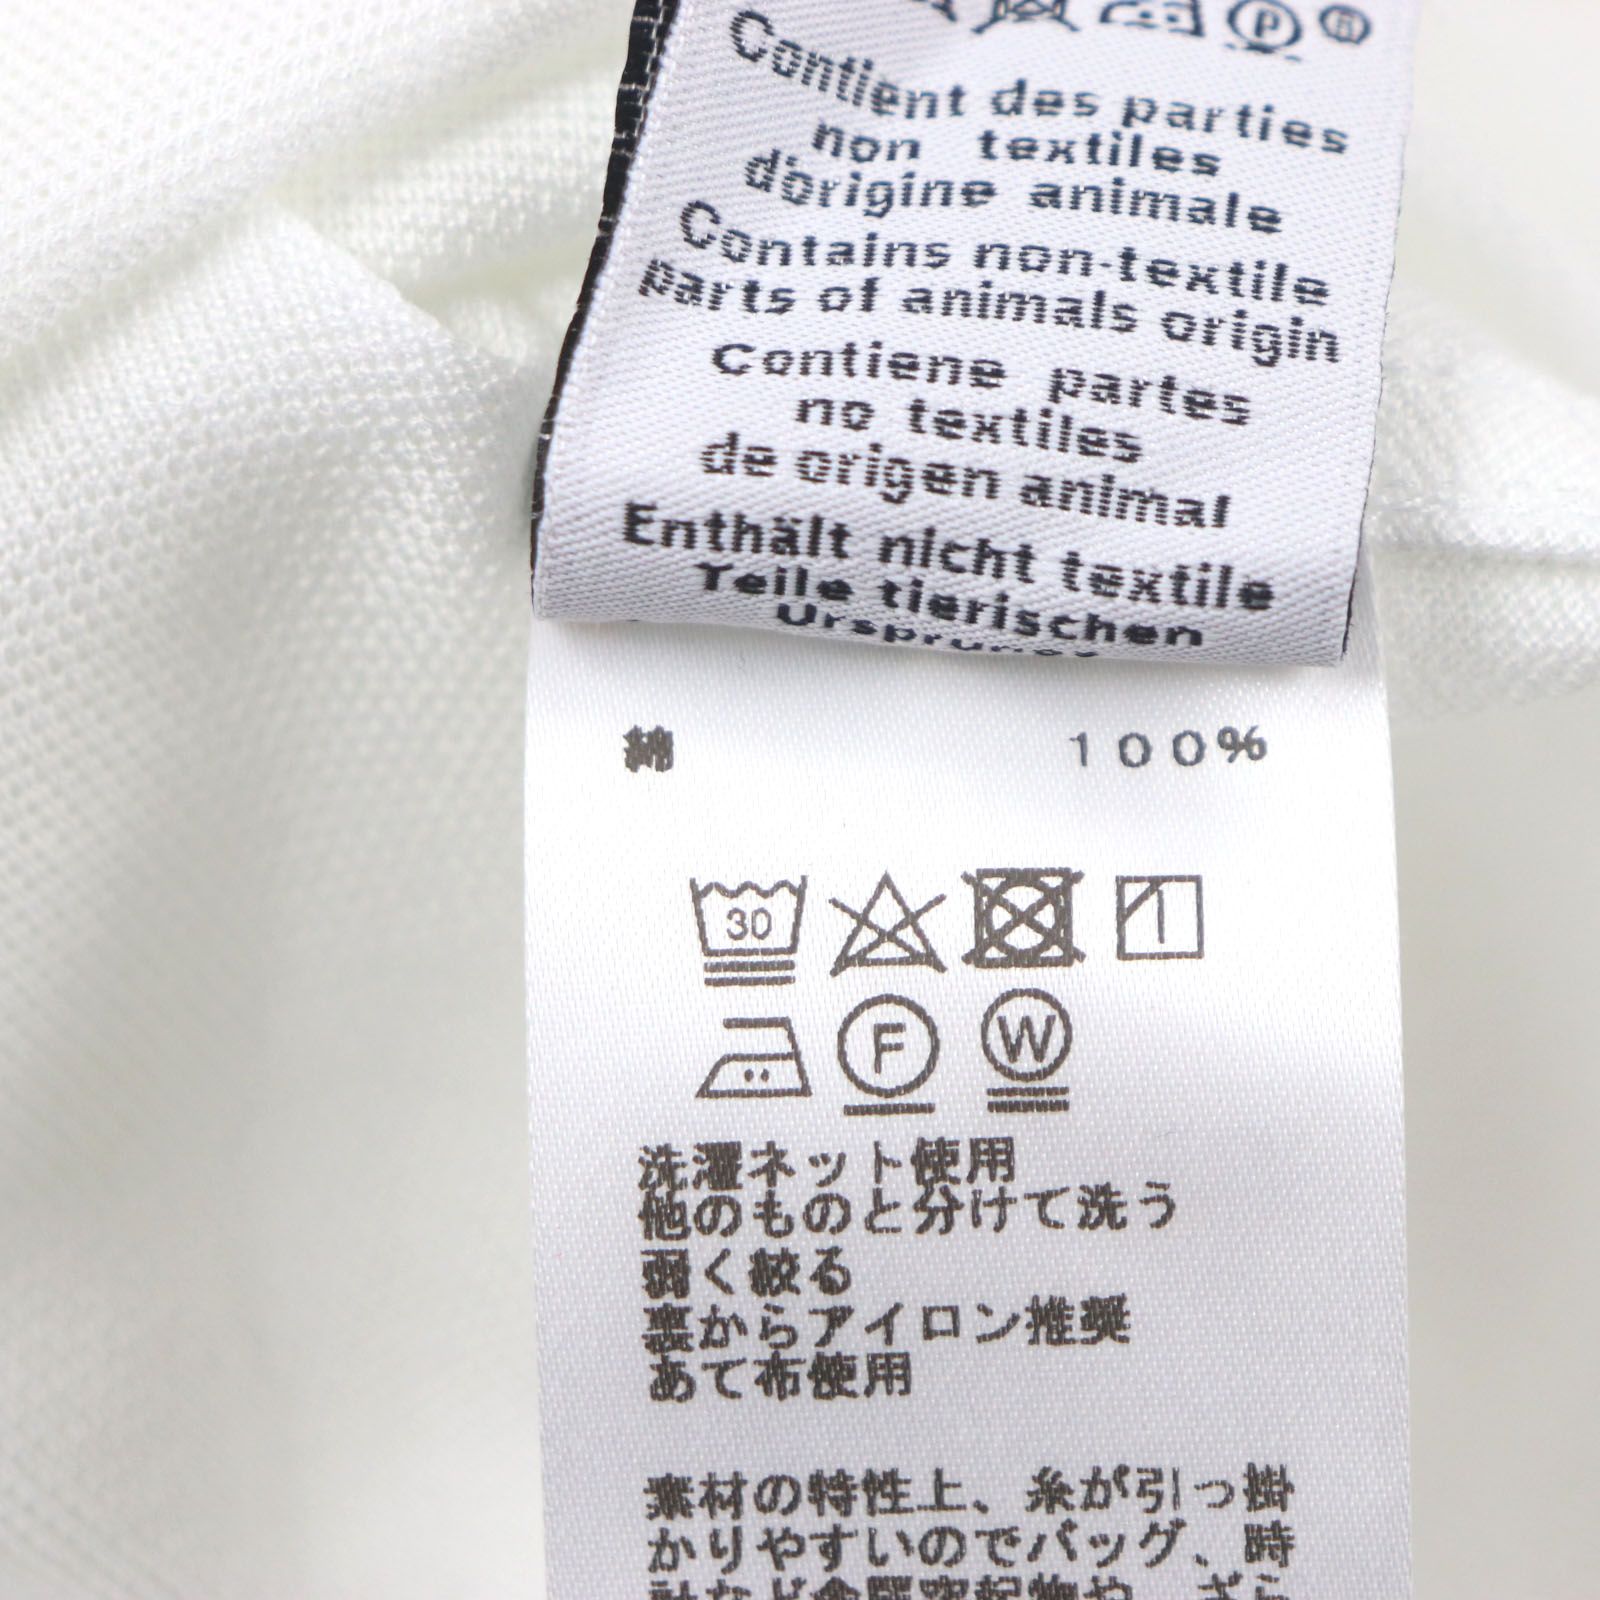 P
Contient des parties
non textiles
d'origine animale
Contains non-textile
parts of animals origin
Contiene partes
no textiles
de origen animal
Enthält nicht textile
Teile tierischen
綿 100%
30
F W
洗濯ネット使用
他のものと分けて洗う
弱く絞る
裏からアイロン推奨
あて布使用
素材の特性上、糸が引っ掛
かりやすいのでバッグ、時